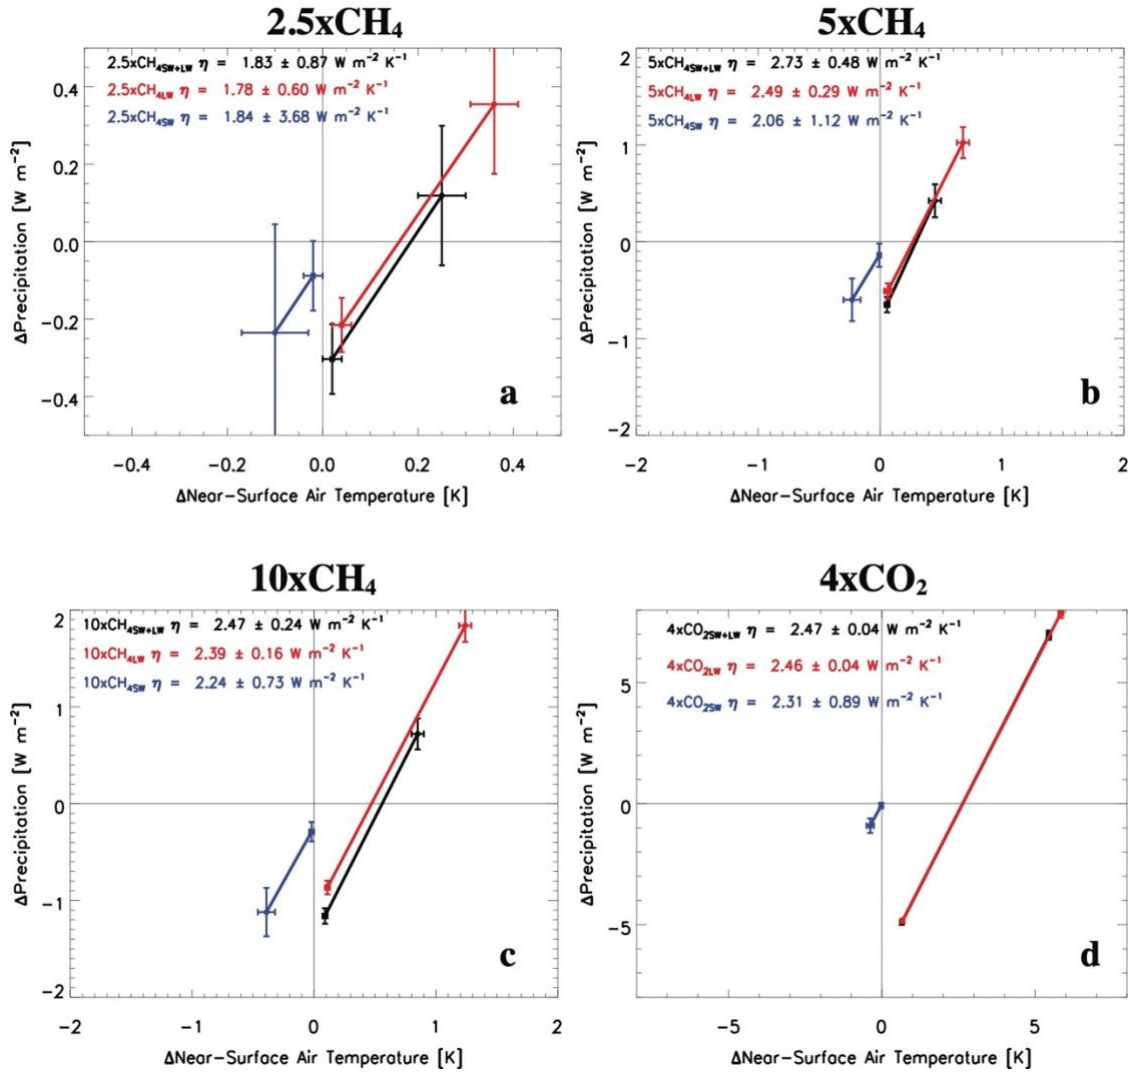 2.5xCH₄
2.5xCH₄SW+LW η = 1.83 ± 0.87 W m⁻² K⁻¹
2.5xCH₄LW η = 1.78 ± 0.60 W m⁻² K⁻¹
2.5xCH₄SW η = 1.84 ± 3.68 W m⁻² K⁻¹
0.4
0.2
0.0
−0.2
−0.4
ΔPrecipitation [W m⁻²]
a
−0.4 −0.2 0.0 0.2 0.4
ΔNear−Surface Air Temperature [K]
5xCH₄
5xCH₄SW+LW η = 2.73 ± 0.48 W m⁻² K⁻¹
5xCH₄LW η = 2.49 ± 0.29 W m⁻² K⁻¹
5xCH₄SW η = 2.06 ± 1.12 W m⁻² K⁻¹
2
1
0
−1
−2
ΔPrecipitation [W m⁻²]
b
−2 −1 0 1 2
ΔNear−Surface Air Temperature [K]
10xCH₄
10xCH₄SW+LW η = 2.47 ± 0.24 W m⁻² K⁻¹
10xCH₄LW η = 2.39 ± 0.16 W m⁻² K⁻¹
10xCH₄SW η = 2.24 ± 0.73 W m⁻² K⁻¹
2
1
0
−1
−2
ΔPrecipitation [W m⁻²]
c
−2 −1 0 1 2
ΔNear−Surface Air Temperature [K]
4xCO₂
4xCO₂SW+LW η = 2.47 ± 0.04 W m⁻² K⁻¹
4xCO₂LW η = 2.46 ± 0.04 W m⁻² K⁻¹
4xCO₂SW η = 2.31 ± 0.89 W m⁻² K⁻¹
5
0
−5
ΔPrecipitation [W m⁻²]
d
−5 0 5
ΔNear−Surface Air Temperature [K]